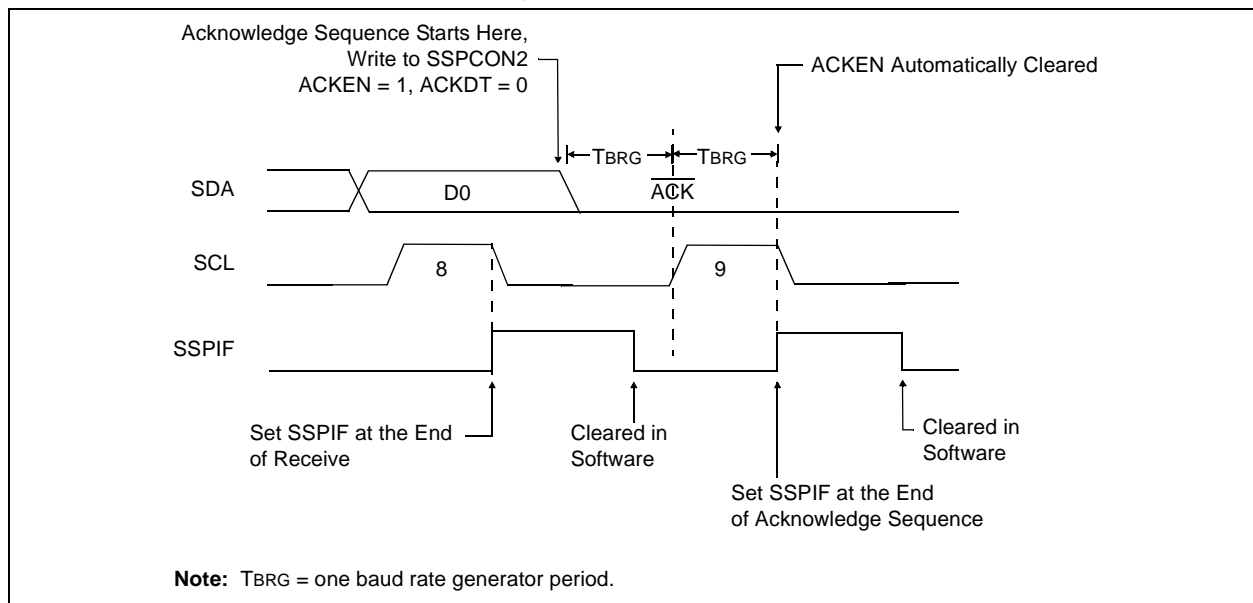 Acknowledge Sequence Starts Here,
Write to SSPCON2
ACKEN = 1, ACKDT = 0
ACKEN Automatically Cleared
TBRG
TBRG
SDA
D0
ACK
SCL
8
9
SSPIF
Set SSPIF at the End
of Receive
Cleared in
Software
Cleared in
Software
Set SSPIF at the End
of Acknowledge Sequence
Note: TBRG = one baud rate generator period.